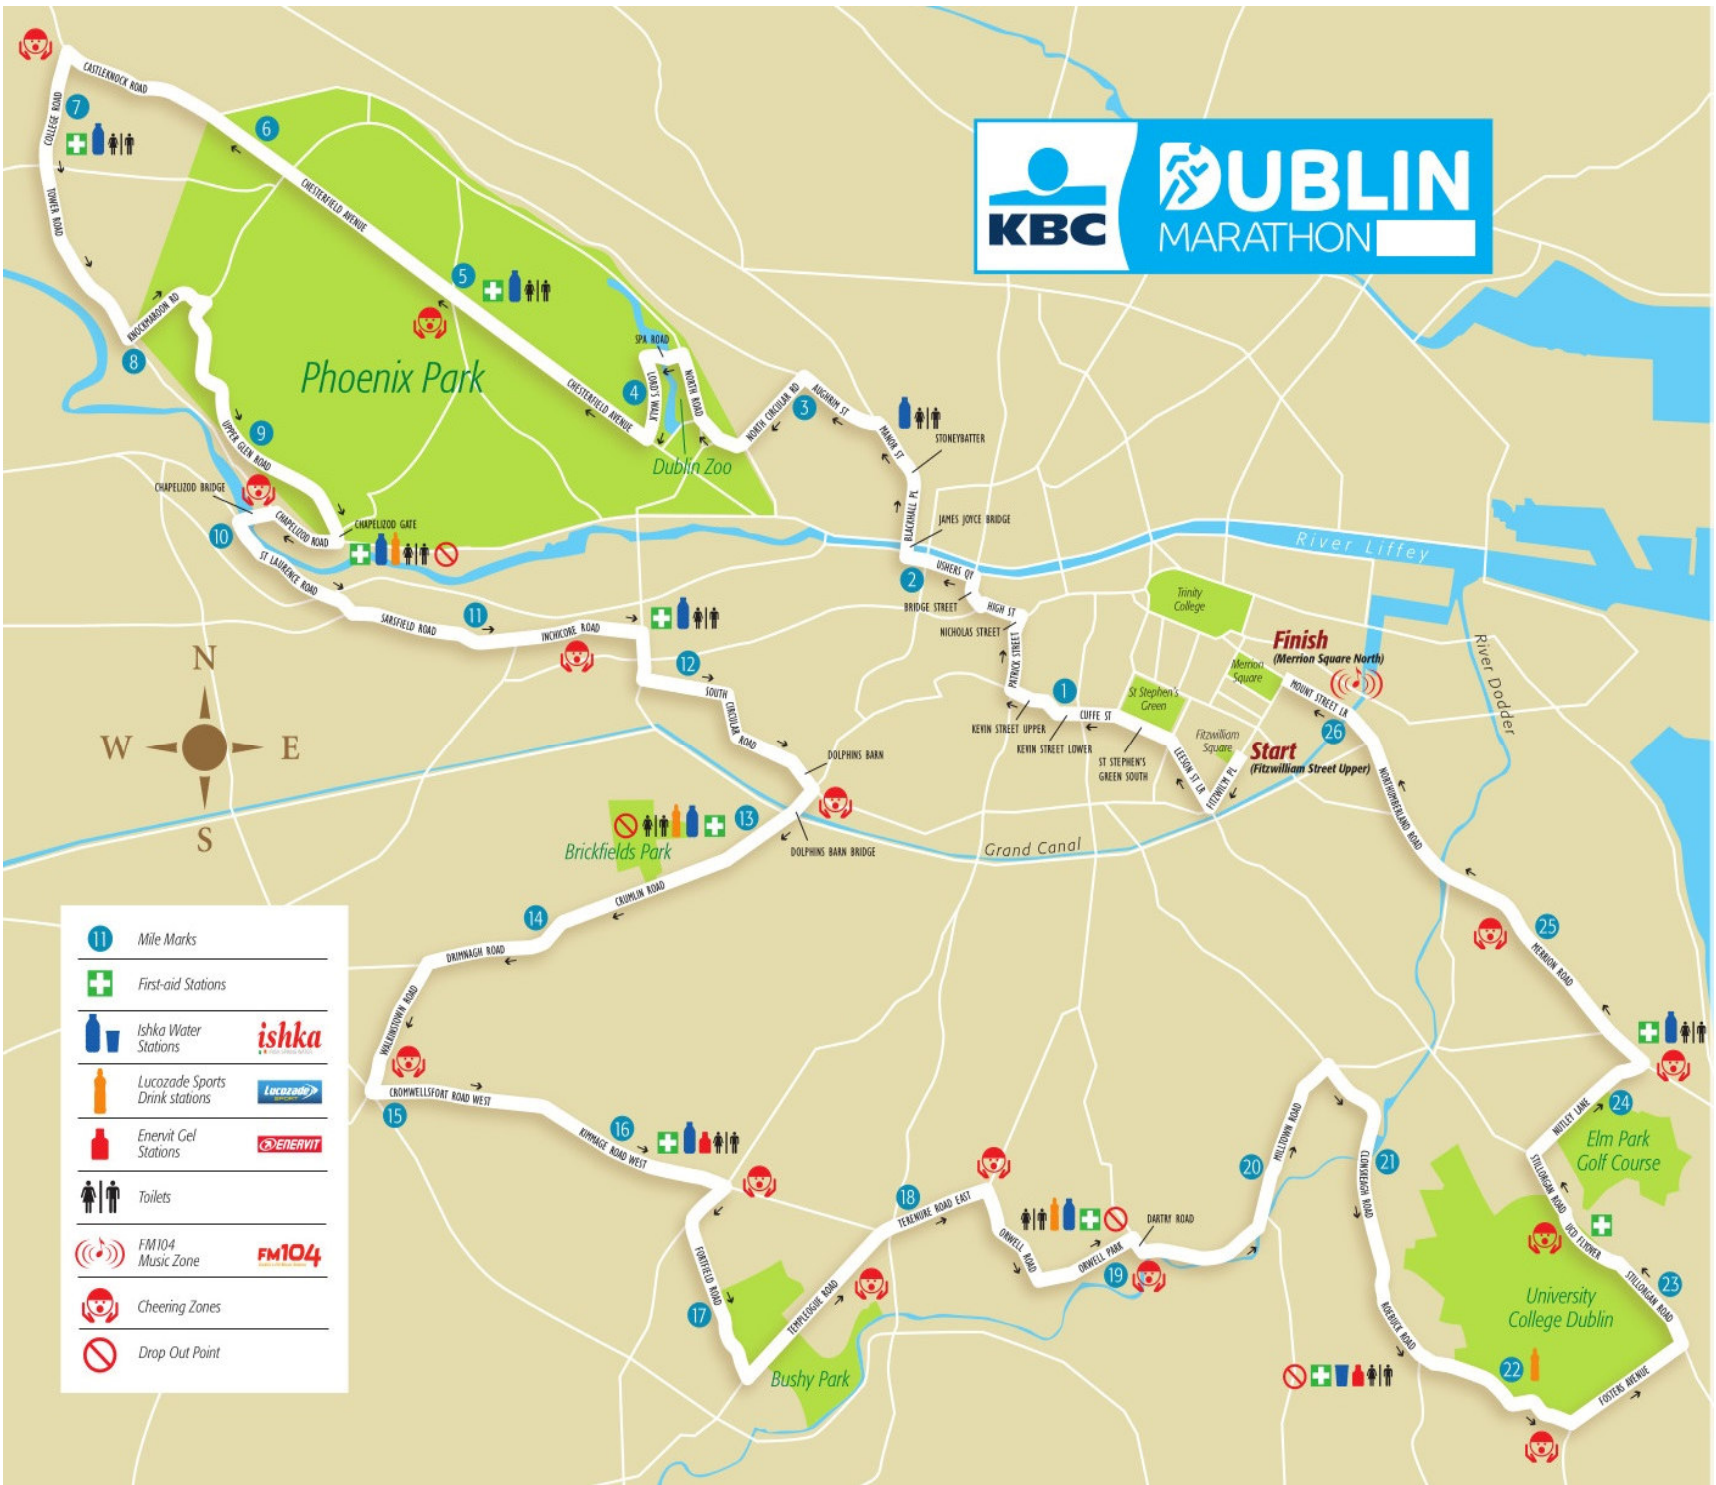 KBC
DUBLIN
MARATHON
CASTLEKNOCK ROAD
7
COLLEGE ROAD
TOWER ROAD
6
CHESTERFIELD AVENUE
5
KNOCKMAROON RD
8
Phoenix Park
SPA ROAD
4
LORD'S WALK
NORTH ROAD
CHESTERFIELD AVENUE
NORTH CIRCULAR RD
3
AUGHRIM ST
MANOR ST
STONEYBATTER
Dublin Zoo
9
UPPER GLEN ROAD
CHAPELIZOD BRIDGE
CHAPELIZOD GATE
CHAPELIZOD ROAD
10
ST LAURENCE ROAD
BLACKHALL PL
JAMES JOYCE BRIDGE
River Liffey
USHERS QY
2
BRIDGE STREET
HIGH ST
NICHOLAS STREET
PATRICK STREET
Trinity
College
SARSFIELD ROAD
11
INCHICORE ROAD
12
SOUTH
CIRCULAR
ROAD
Finish
(Merrion Square North)
Merrion
Square
MOUNT STREET LR
26
River Dodder
1
CUFFE ST
St Stephen's
Green
KEVIN STREET UPPER
KEVIN STREET LOWER
ST STEPHEN'S
GREEN SOUTH
LEESON ST LR
Fitzwilliam
Square
Start
(Fitzwilliam Street Upper)
FITZWIL'M PL
N
W
E
S
DOLPHINS BARN
13
DOLPHINS BARN BRIDGE
Grand Canal
NORTHUMBERLAND ROAD
Brickfields Park
CRUMLIN ROAD
14
DRIMNAGH ROAD
WALKINSTOWN ROAD
25
MERRION ROAD
15
CROMWELLSFORT ROAD WEST
16
KIMMAGE ROAD WEST
FORTFIELD ROAD
17
Bushy Park
TEMPLEOGUE ROAD
18
TERENURE ROAD EAST
ORWELL ROAD
ORWELL PARK
19
DARTRY ROAD
20
MILLTOWN ROAD
21
CLONSKEAGH ROAD
ROEBUCK ROAD
22
FOSTERS AVENUE
University
College Dublin
23
STILLORGAN ROAD
UCD FLYOVER
STILLORGAN ROAD
NUTLEY LANE
24
Elm Park
Golf Course
11
Mile Marks
First-aid Stations
Ishka Water
Stations
ishka
Lucozade Sports
Drink stations
Lucozade
SPORT
Enervit Gel
Stations
ENERVIT
Toilets
FM104
Music Zone
FM104
Cheering Zones
Drop Out Point